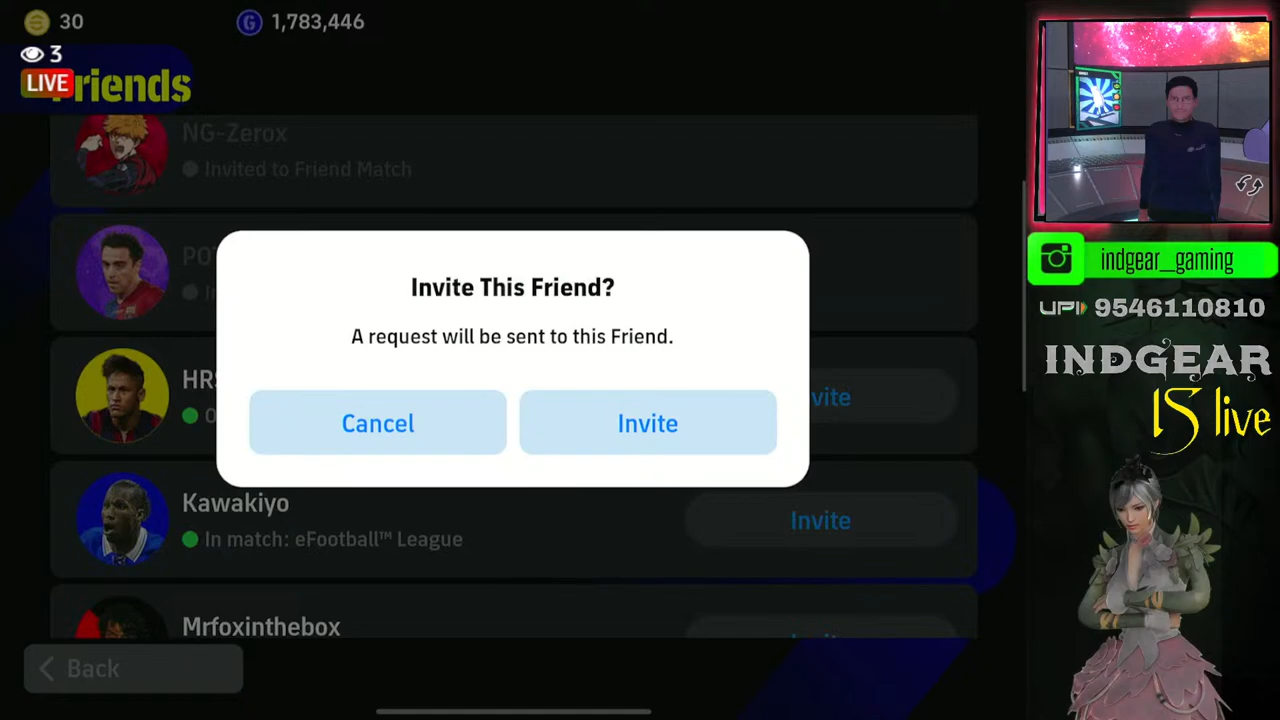 30
1,783,446
3
LIVE
Friends
NG-Zerox
Invited to Friend Match
Invite This Friend?
A request will be sent to this Friend.
Cancel
Invite
Kawakiyo
In match: eFootball™ League
Invite
Mrfoxinthebox
Back
indgear_gaming
UPI 9546110810
INDGEAR
IS live